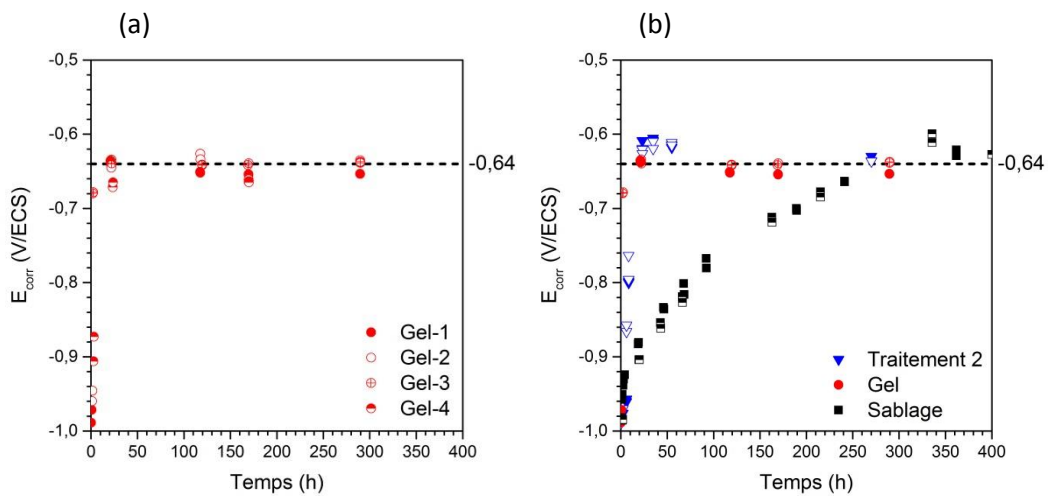 (a)
-0,5
-0,6
-0,7
-0,8
-0,9
-1,0
E_corr (V/ECS)
0 50 100 150 200 250 300 350 400
Temps (h)
-0,64
Gel-1
Gel-2
Gel-3
Gel-4
(b)
-0,5
-0,6
-0,7
-0,8
-0,9
-1,0
E_corr (V/ECS)
0 50 100 150 200 250 300 350 400
Temps (h)
-0,64
Traitement 2
Gel
Sablage